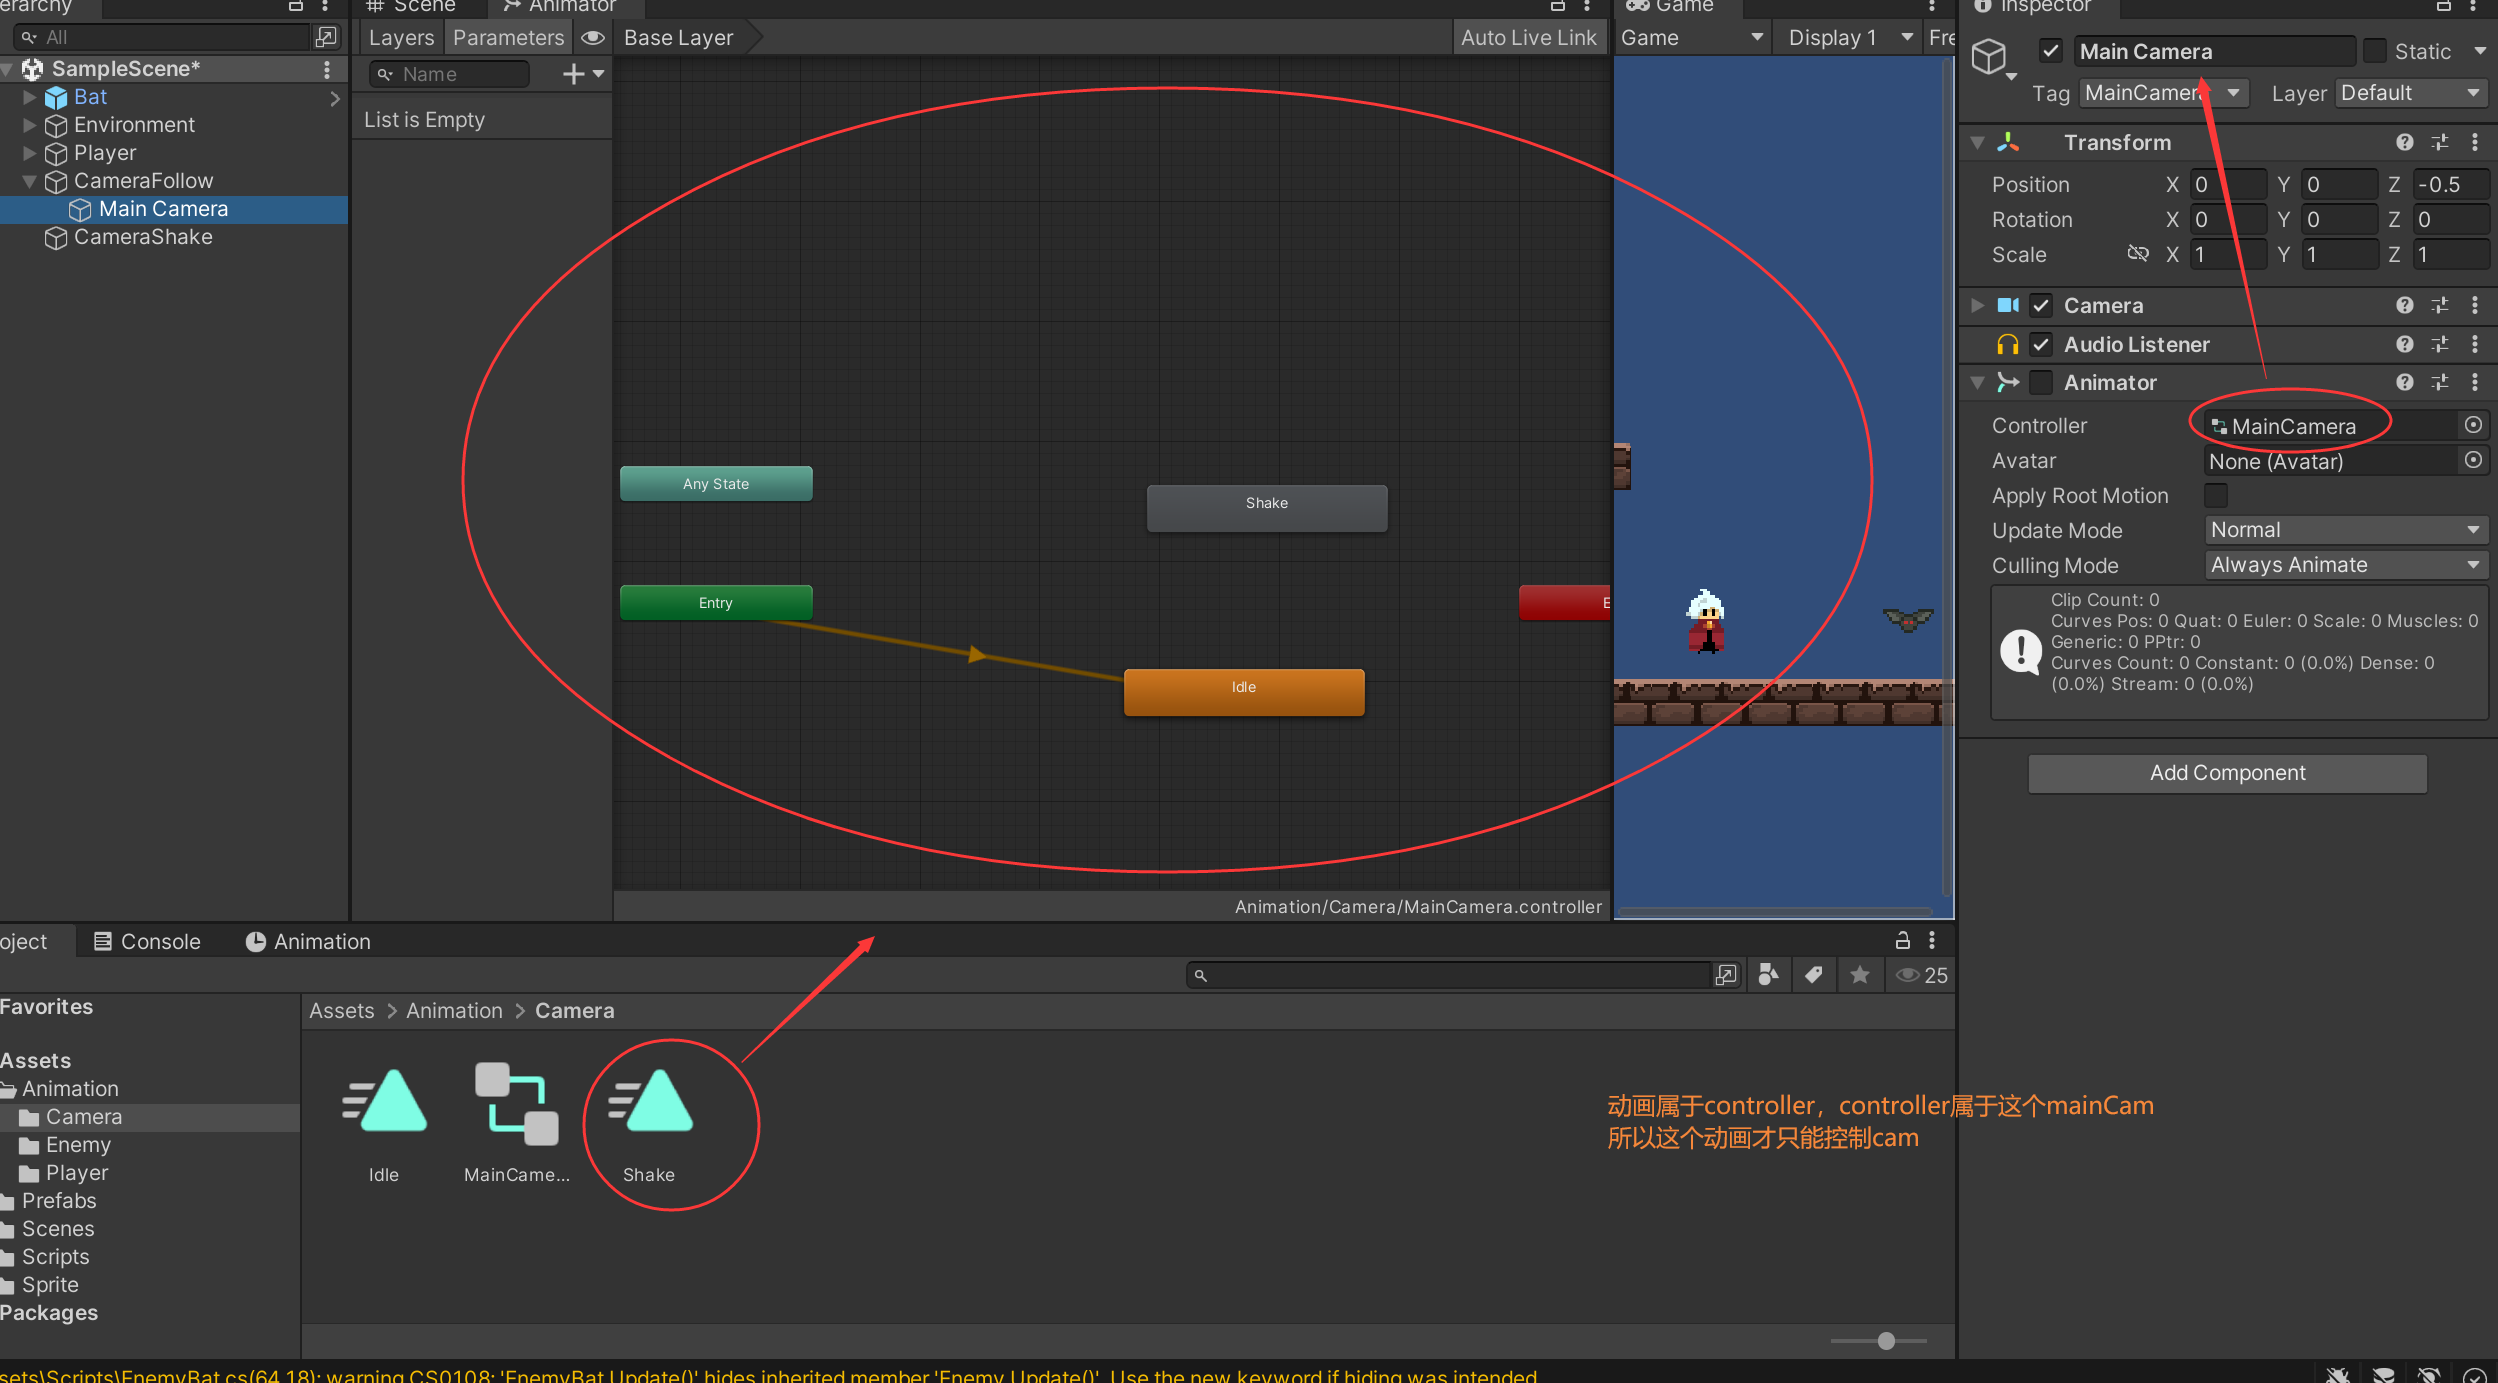 erarchy
Scene
Animator
Game
Inspector
All
Layers
Parameters
Base Layer
Auto Live Link
Game
Display 1
Fre
Main Camera
Static
SampleScene*
Name
Tag
MainCamera
Layer
Default
Bat
List is Empty
Environment
Player
CameraFollow
Main Camera
CameraShake
Transform
Position
X 0 Y 0 Z -0.5
Rotation
X 0 Y 0 Z 0
Scale
X 1 Y 1 Z 1
Camera
Audio Listener
Animator
Controller
MainCamera
Avatar
None (Avatar)
Apply Root Motion
Update Mode
Normal
Culling Mode
Always Animate
Clip Count: 0
Curves Pos: 0 Quat: 0 Euler: 0 Scale: 0 Muscles: 0
Generic: 0 PPtr: 0
Curves Count: 0 Constant: 0 (0.0%) Dense: 0
(0.0%) Stream: 0 (0.0%)
Add Component
Any State
Shake
Entry
E
Idle
Animation/Camera/MainCamera.controller
oject
Console
Animation
25
Favorites
Assets > Animation > Camera
Assets
Animation
Camera
Enemy
Player
Prefabs
Scenes
Scripts
Sprite
Packages
Idle
MainCame...
Shake
动画属于controller，controller属于这个mainCam
所以这个动画才只能控制cam
sets\Scripts\EnemyBat.cs(64,18): warning CS0108: 'EnemyBat.Update()' hides inherited member 'Enemy.Update()'. Use the new keyword if hiding was intended.